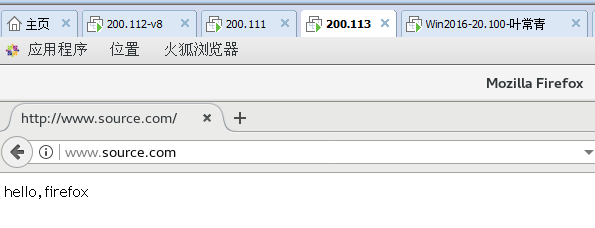 主页 200.112-v8 200.111 200.113 Win2016-20.100-叶常青
应用程序 位置 火狐浏览器
Mozilla Firefox
http://www.source.com/
www.source.com
hello,firefox